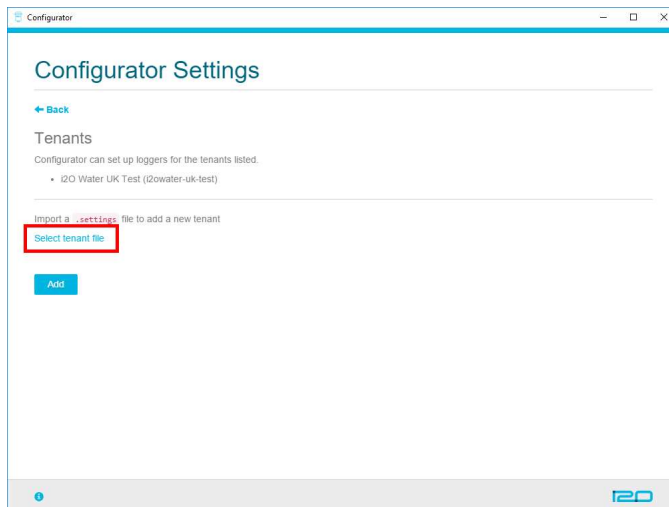 Configurator
Configurator Settings
Back
Tenants
Configurator can set up loggers for the tenants listed.
i2O Water UK Test (i2owater-uk-test)
Import a .settings file to add a new tenant
Select tenant file
Add
i2O